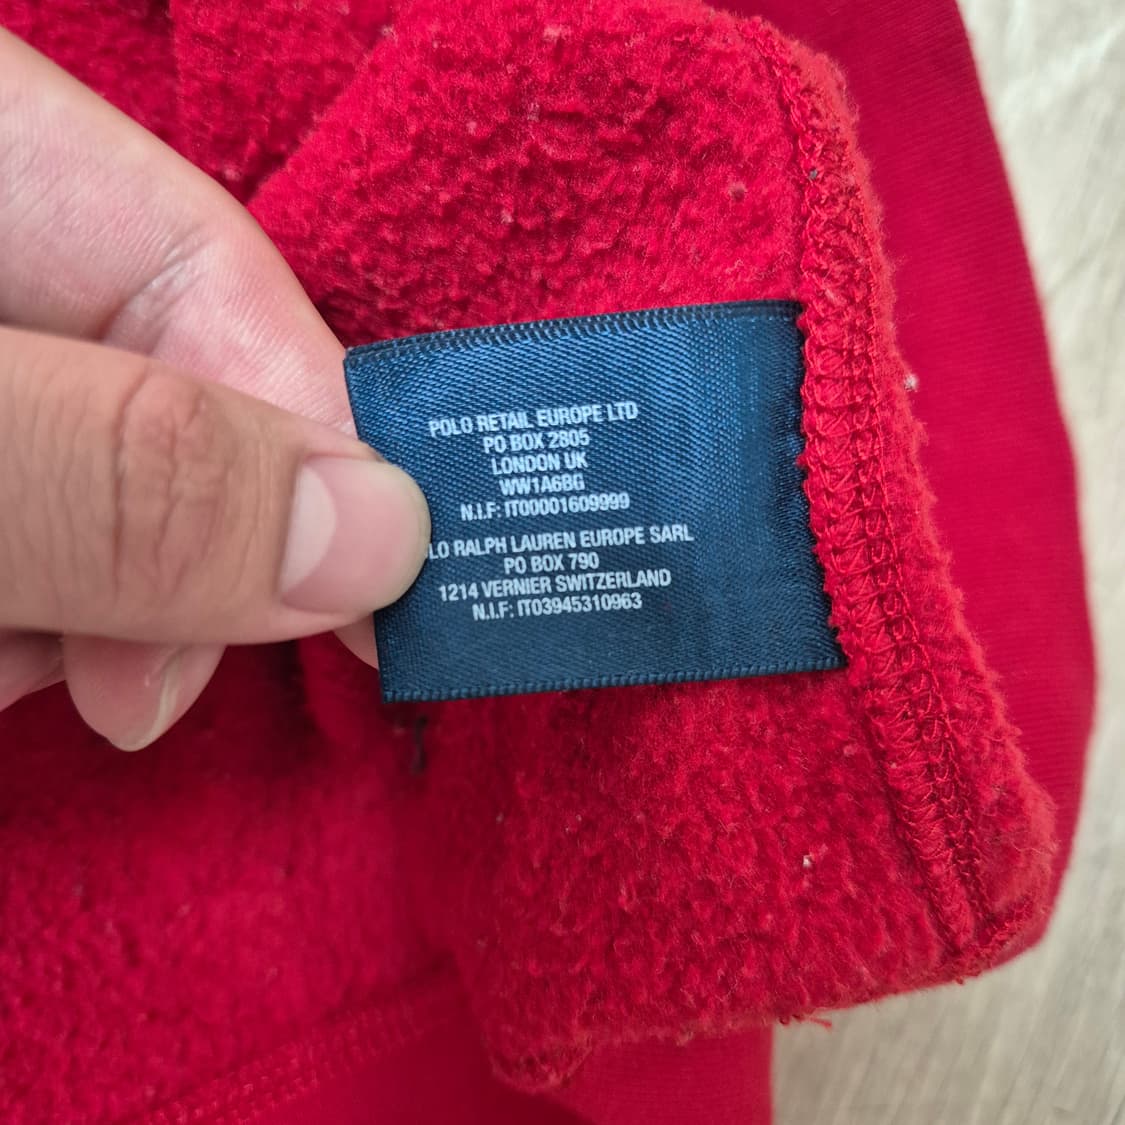 POLO RETAIL EUROPE LTD
PO BOX 2805
LONDON UK
WW1A6BG
N.I.F: IT00001609999
LO RALPH LAUREN EUROPE SARL
PO BOX 790
1214 VERNIER SWITZERLAND
N.I.F: IT03945310963